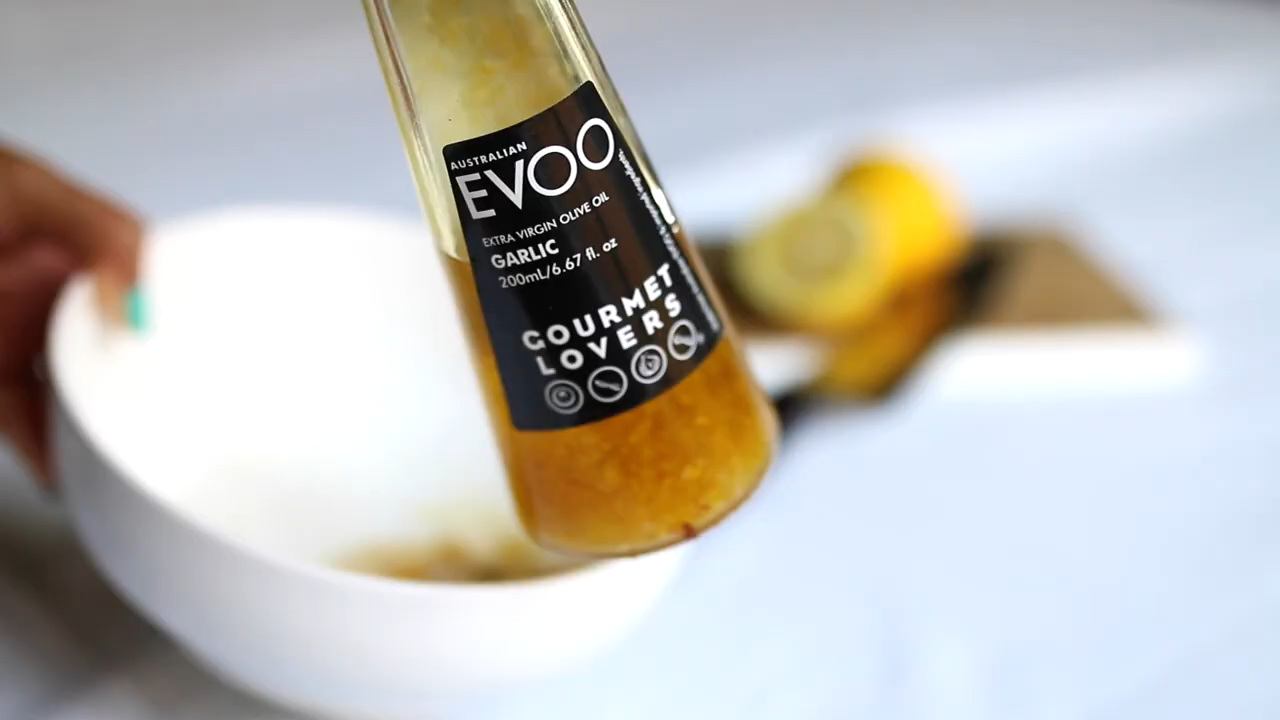 AUSTRALIAN
EVOO
EXTRA VIRGIN OLIVE OIL
GARLIC
200mL/6.67 fl. oz
GOURMET
LOVERS